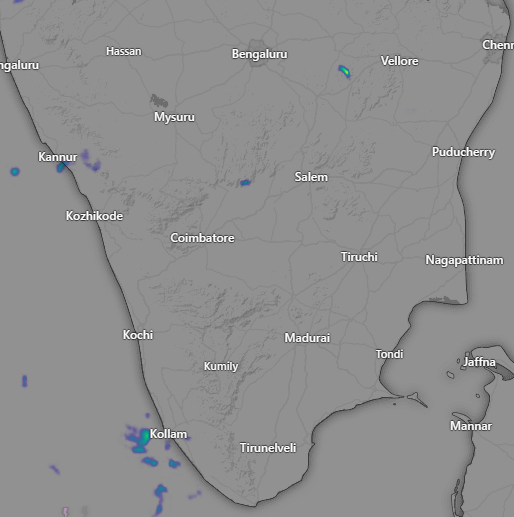 Hassan
Bengaluru
Chenn
ngaluru
Vellore
Mysuru
Kannur
Puducherry
Salem
Kozhikode
Coimbatore
Tiruchi
Nagapattinam
Kochi
Madurai
Tondi
Kumily
Jaffna
Kollam
Mannar
Tirunelveli